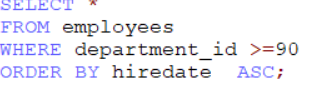 SELECT *
FROM employees
WHERE department_id >=90
ORDER BY hiredate ASC;